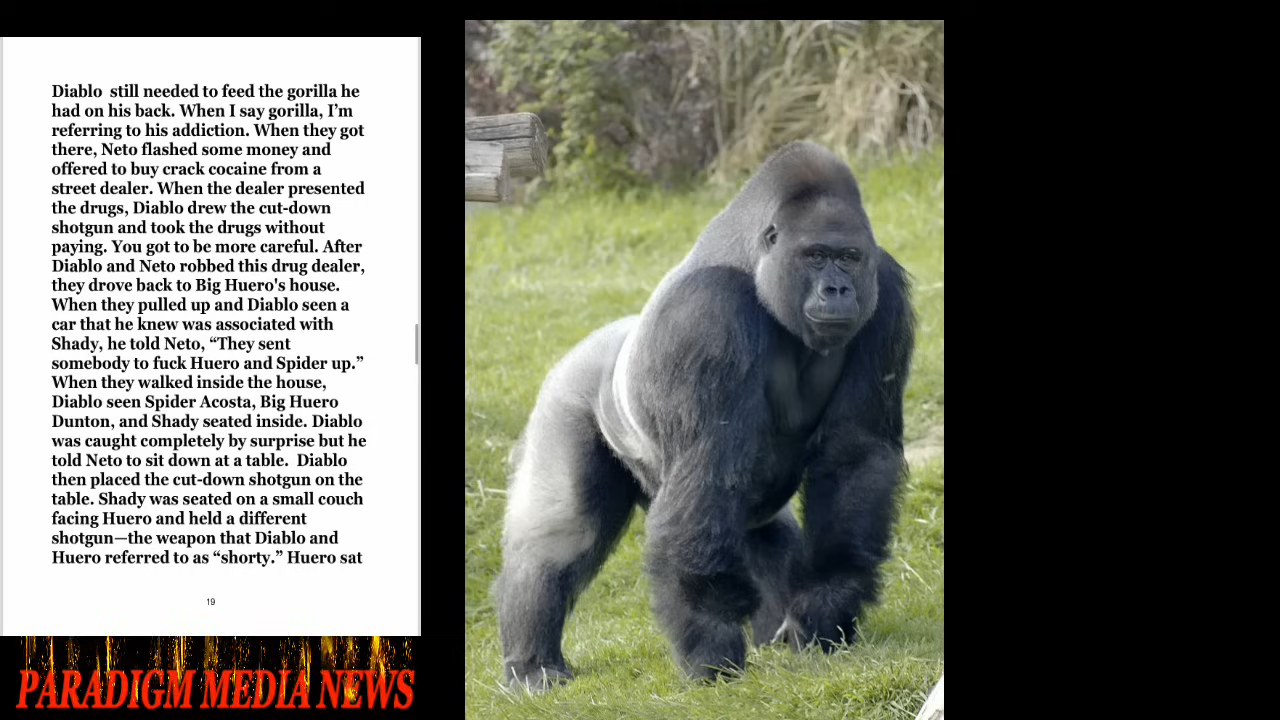 Diablo  still needed to feed the gorilla he
had on his back. When I say gorilla, I’m
referring to his addiction. When they got
there, Neto flashed some money and
offered to buy crack cocaine from a
street dealer. When the dealer presented
the drugs, Diablo drew the cut-down
shotgun and took the drugs without
paying. You got to be more careful. After
Diablo and Neto robbed this drug dealer,
they drove back to Big Huero's house.
When they pulled up and Diablo seen a
car that he knew was associated with
Shady, he told Neto, “They sent
somebody to fuck Huero and Spider up.”
When they walked inside the house,
Diablo seen Spider Acosta, Big Huero
Dunton, and Shady seated inside. Diablo
was caught completely by surprise but he
told Neto to sit down at a table.  Diablo
then placed the cut-down shotgun on the
table. Shady was seated on a small couch
facing Huero and held a different
shotgun—the weapon that Diablo and
Huero referred to as “shorty.” Huero sat
19
PARADIGM MEDIA NEWS